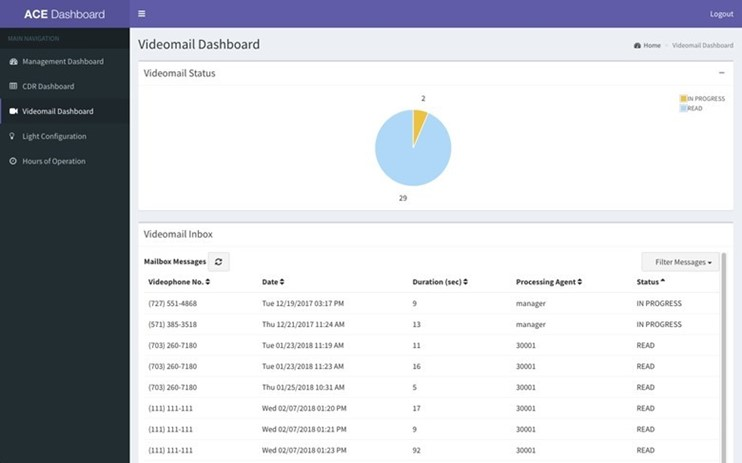 ACE Dashboard
Logout
MAIN NAVIGATION
Management Dashboard
CDR Dashboard
Videomail Dashboard
Light Configuration
Hours of Operation
Videomail Dashboard
Home > Videomail Dashboard
Videomail Status
2
29
IN PROGRESS
READ
Videomail Inbox
Mailbox Messages
Filter Messages
Videophone No. Date Duration (sec) Processing Agent Status
(727) 551-4868 Tue 12/19/2017 03:17 PM 9 manager IN PROGRESS
(571) 385-3518 Thu 12/21/2017 11:24 AM 13 manager IN PROGRESS
(703) 260-7180 Tue 01/23/2018 11:19 AM 11 30001 READ
(703) 260-7180 Tue 01/23/2018 11:23 AM 16 30001 READ
(703) 260-7180 Thu 01/25/2018 10:31 AM 5 30001 READ
(111) 111-111 Wed 02/07/2018 01:20 PM 17 30001 READ
(111) 111-111 Wed 02/07/2018 01:21 PM 9 30001 READ
(111) 111-111 Wed 02/07/2018 01:23 PM 92 30001 READ